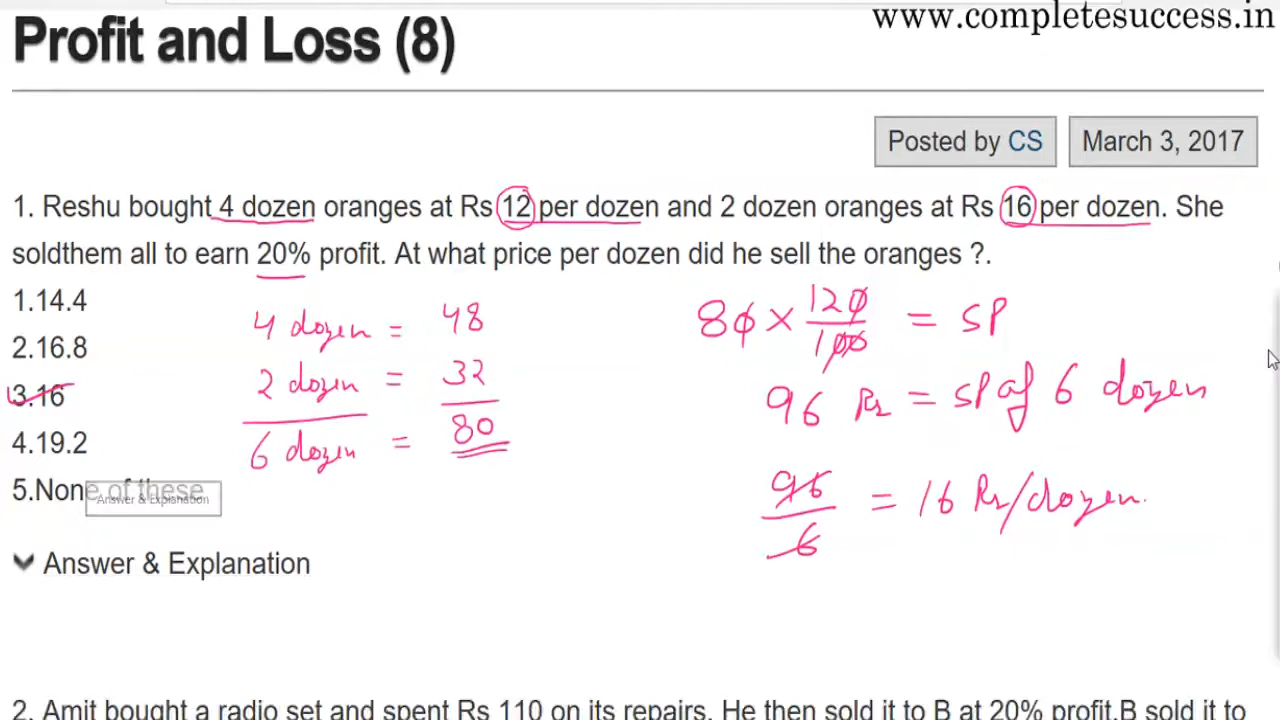 www.completesuccess.in
Profit and Loss (8)
Posted by CS
March 3, 2017
1. Reshu bought 4 dozen oranges at Rs 12 per dozen and 2 dozen oranges at Rs 16 per dozen. She
soldthem all to earn 20% profit. At what price per dozen did he sell the oranges ?.
1.14.4
2.16.8
3.16
4.19.2
5.None of these
Answer & Explanation
4 dozen = 48
2 dozen = 32
6 dozen = 80
80 × 120/100 = SP
96 Rs = SP of 6 dozen
96/6 = 16 Rs/dozen.
Answer & Explanation
2. Amit bought a radio set and spent Rs 110 on its repairs. He then sold it to B at 20% profit.B sold it to